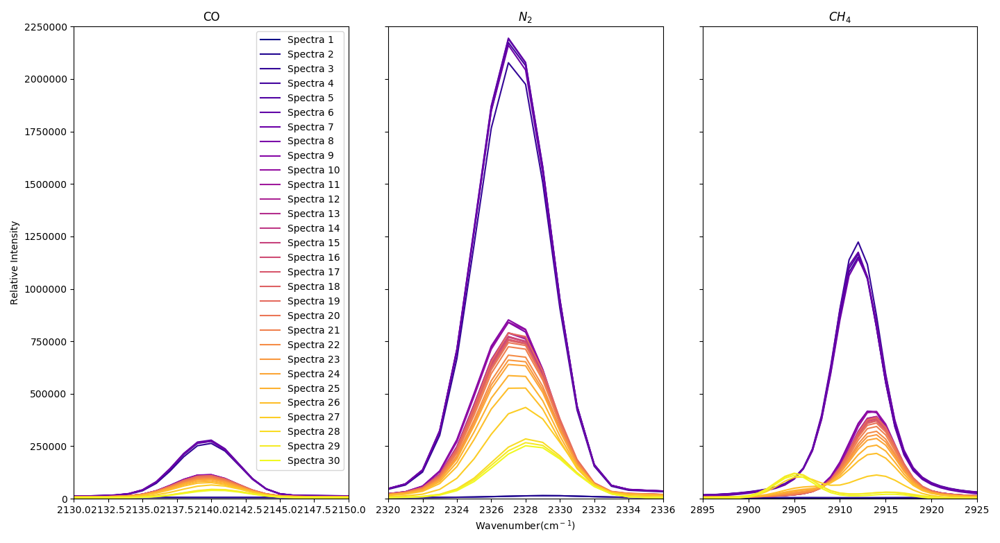 CO
N2
CH4
2250000
2000000
1750000
1500000
1250000
1000000
750000
500000
250000
0
Relative Intensity
Spectra 1
Spectra 2
Spectra 3
Spectra 4
Spectra 5
Spectra 6
Spectra 7
Spectra 8
Spectra 9
Spectra 10
Spectra 11
Spectra 12
Spectra 13
Spectra 14
Spectra 15
Spectra 16
Spectra 17
Spectra 18
Spectra 19
Spectra 20
Spectra 21
Spectra 22
Spectra 23
Spectra 24
Spectra 25
Spectra 26
Spectra 27
Spectra 28
Spectra 29
Spectra 30
2130.0 2132.5 2135.0 2137.5 2140.0 2142.5 2145.0 2147.5 2150.0
2320 2322 2324 2326 2328 2330 2332 2334 2336
2895 2900 2905 2910 2915 2920 2925
Wavenumber(cm⁻¹)